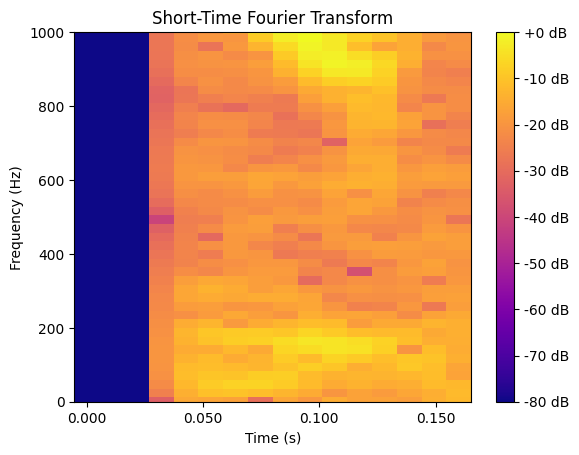 Short-Time Fourier Transform
Frequency (Hz)
1000
800
600
400
200
0
0.000
0.050
0.100
0.150
Time (s)
+0 dB
-10 dB
-20 dB
-30 dB
-40 dB
-50 dB
-60 dB
-70 dB
-80 dB